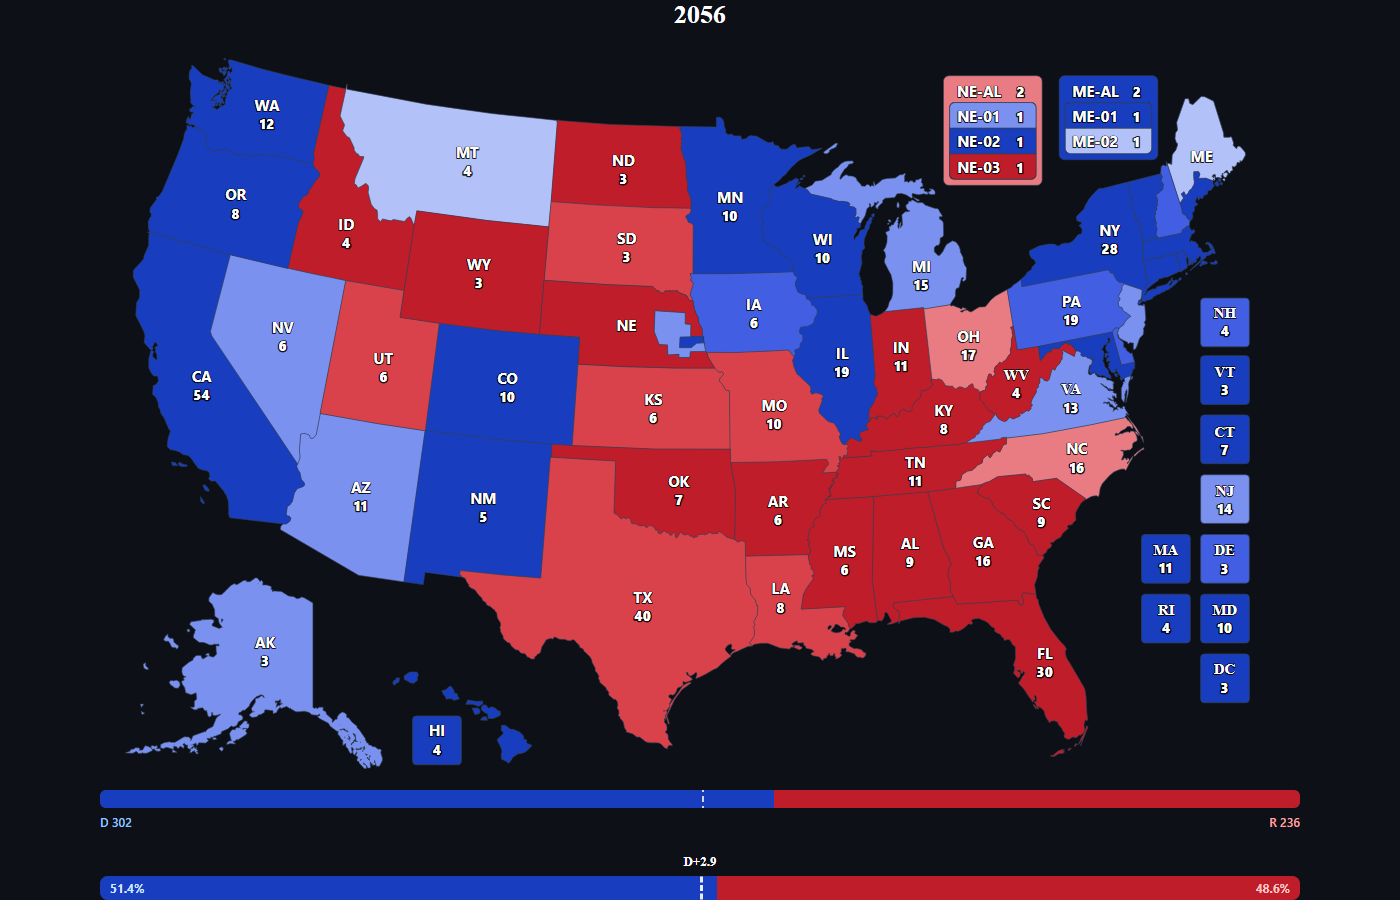 2056
NE-AL 2
NE-01 1
NE-02 1
NE-03 1
ME-AL 2
ME-01 1
ME-02 1
WA
12
MT
4
ND
3
MN
10
ME
OR
8
ID
4
SD
3
WI
10
NY
28
WY
3
MI
15
NV
6
NE
IA
6
PA
19
NH
4
UT
6
CA
54
CO
10
IL
19
IN
11
OH
17
WV
4
VA
13
VT
3
KS
6
MO
10
KY
8
CT
7
AZ
11
NM
5
OK
7
AR
6
TN
11
NC
16
NJ
14
SC
9
MS
6
AL
9
GA
16
MA
11
DE
3
TX
40
LA
8
RI
4
MD
10
AK
3
FL
30
DC
3
HI
4
D 302
R 236
D+2.9
51.4%
48.6%